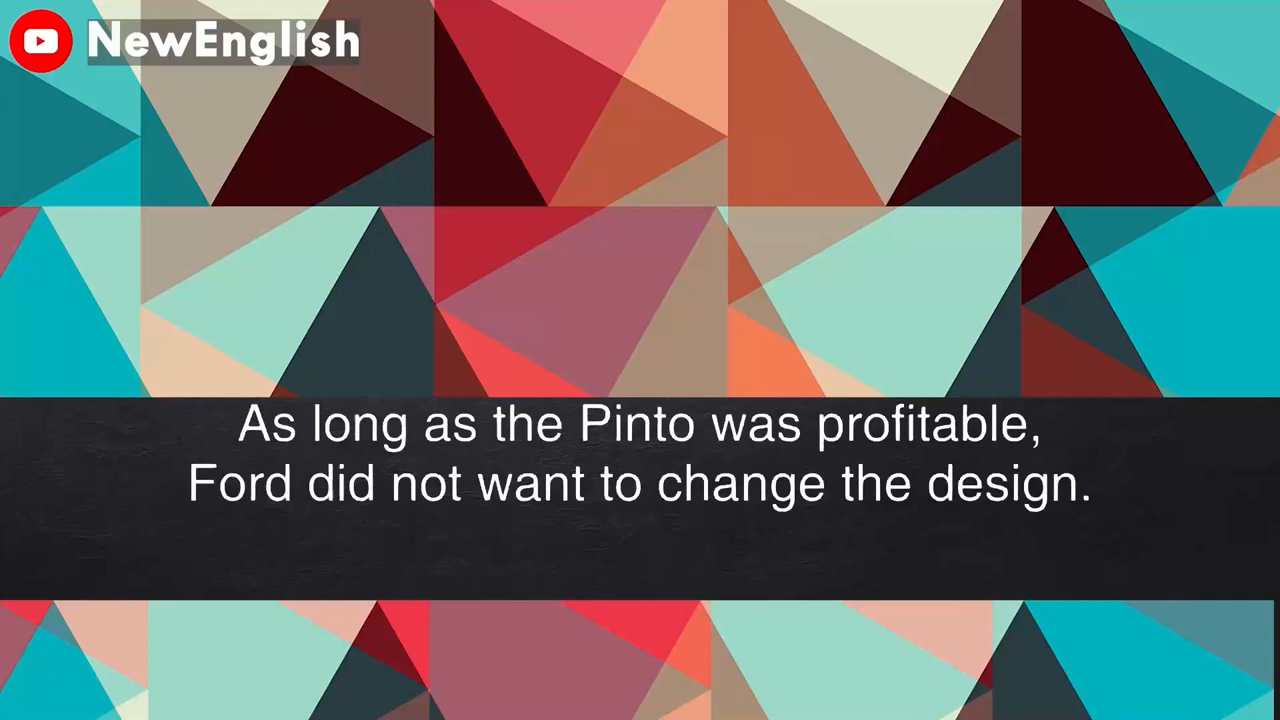 NewEnglish
As long as the Pinto was profitable,
Ford did not want to change the design.